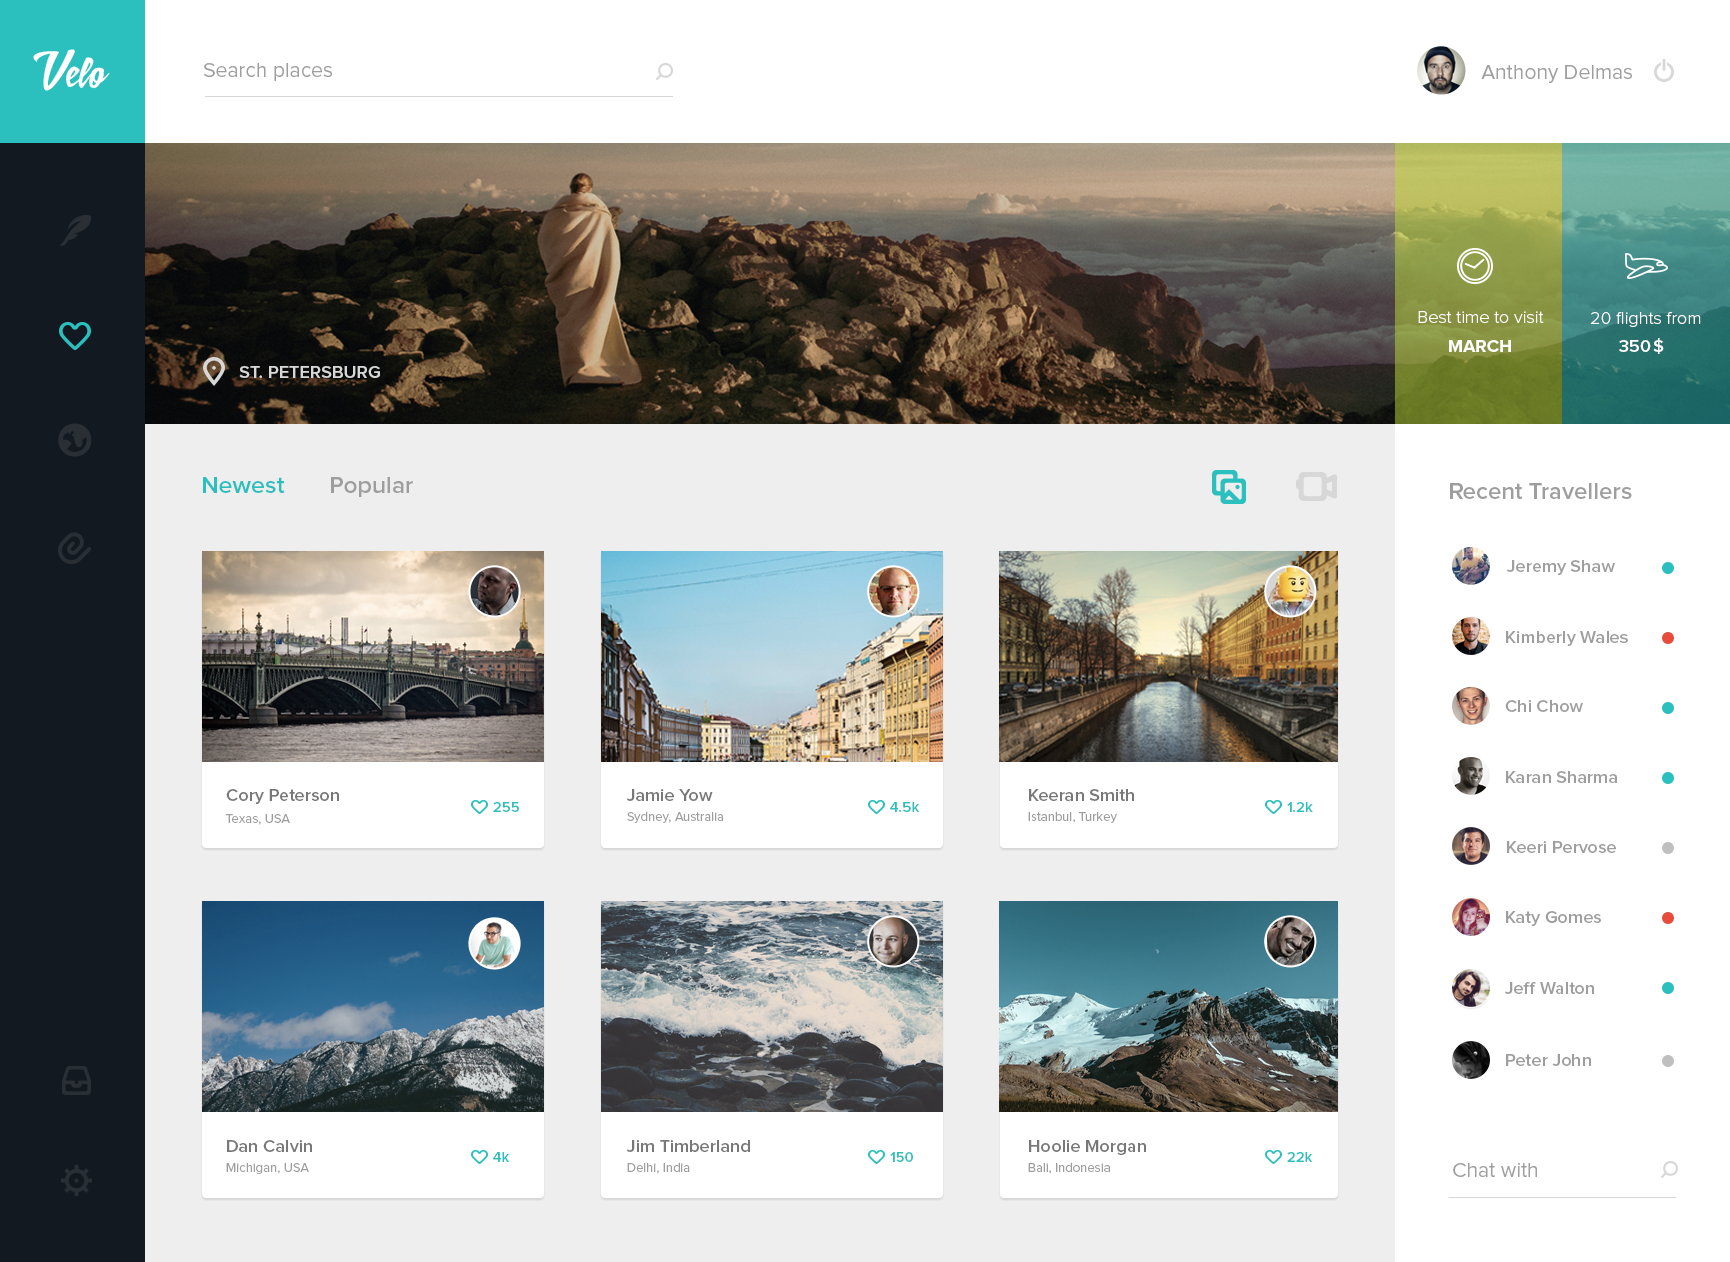 Velo
Search places
Anthony Delmas
ST. PETERSBURG
Best time to visit
MARCH
20 flights from
350$
Newest
Popular
Recent Travellers
Jeremy Shaw
Kimberly Wales
Chi Chow
Karan Sharma
Keeri Pervose
Katy Gomes
Jeff Walton
Peter John
Chat with
Cory Peterson
Texas, USA
255
Jamie Yow
Sydney, Australia
4.5k
Keeran Smith
Istanbul, Turkey
1.2k
Dan Calvin
Michigan, USA
4k
Jim Timberland
Delhi, India
150
Hoolie Morgan
Bali, Indonesia
22k